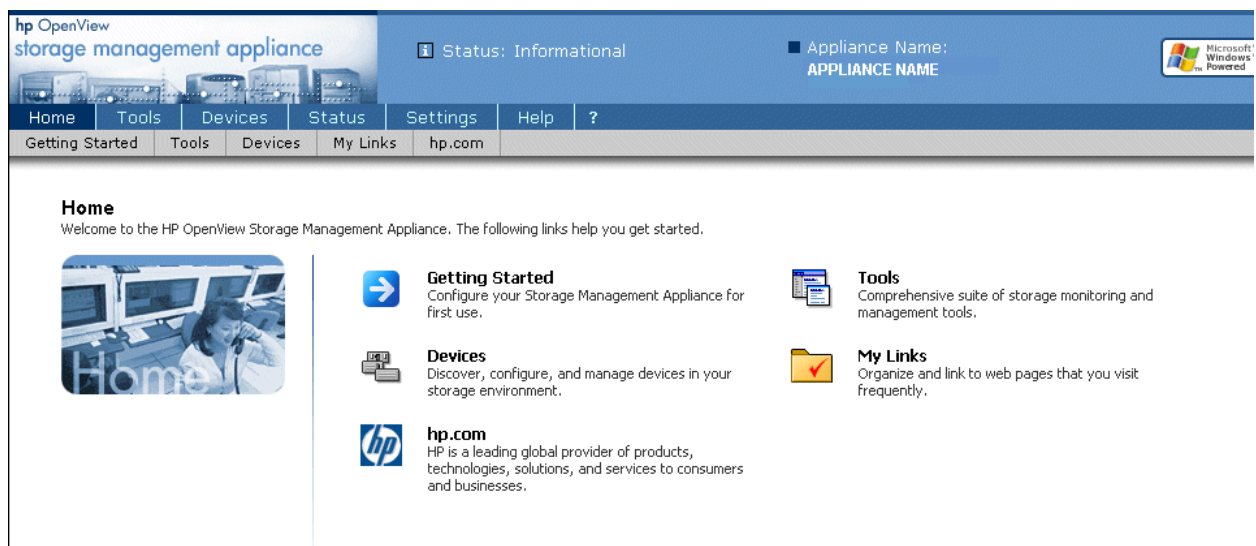 hp OpenView
storage management appliance
i Status: Informational
Appliance Name:
APPLIANCE NAME
Microsoft
Windows
Powered
TM
Home Tools Devices Status Settings Help ?
Getting Started Tools Devices My Links hp.com
Home
Welcome to the HP OpenView Storage Management Appliance. The following links help you get started.
Home
Getting Started
Configure your Storage Management Appliance for
first use.
Tools
Comprehensive suite of storage monitoring and
management tools.
Devices
Discover, configure, and manage devices in your
storage environment.
My Links
Organize and link to web pages that you visit
frequently.
hp
hp.com
HP is a leading global provider of products,
technologies, solutions, and services to consumers
and businesses.